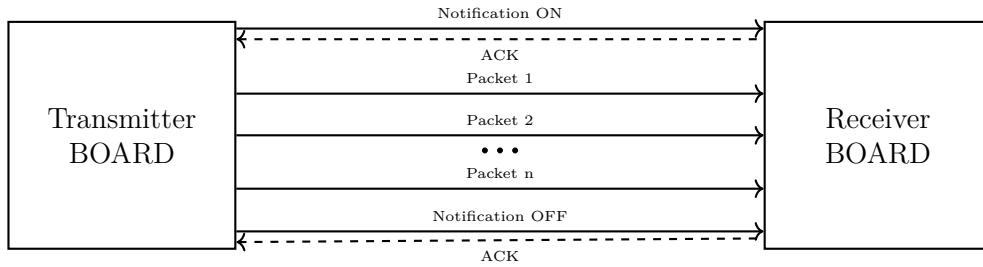 Notification ON
ACK
Packet 1
Transmitter
BOARD
Packet 2
...
Packet n
Receiver
BOARD
Notification OFF
ACK